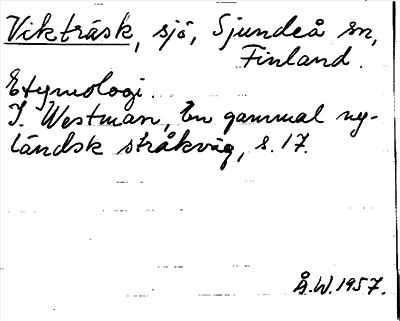 Vikträsk, sjö, Sjundeå sn,
Finland.
Etymologi.
I. Westman, En gammal ny-
ländsk stråkväg, s. 17.
Å.W. 1957.